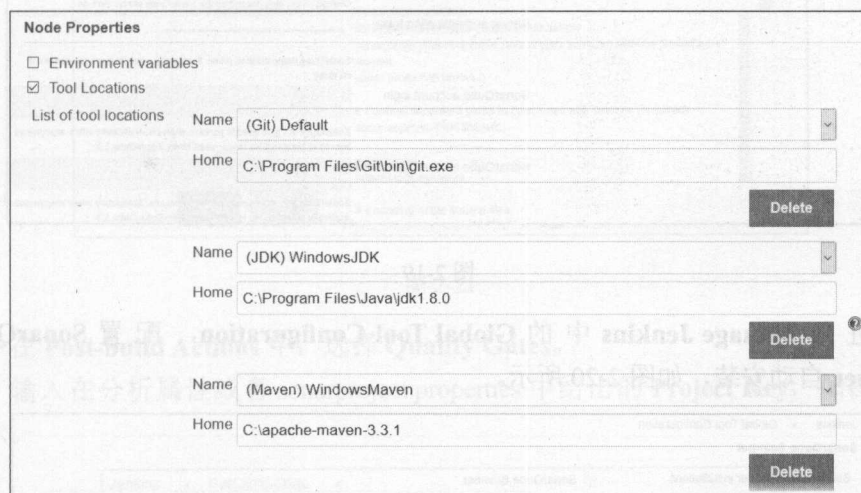 Node Properties
Environment variables
Tool Locations
List of tool locations
Name (Git) Default
Home C:\Program Files\Git\bin\git.exe
Delete
Name (JDK) WindowsJDK
Home C:\Program Files\Java\jdk1.8.0
Delete
Name (Maven) WindowsMaven
Home C:\apache-maven-3.3.1
Delete